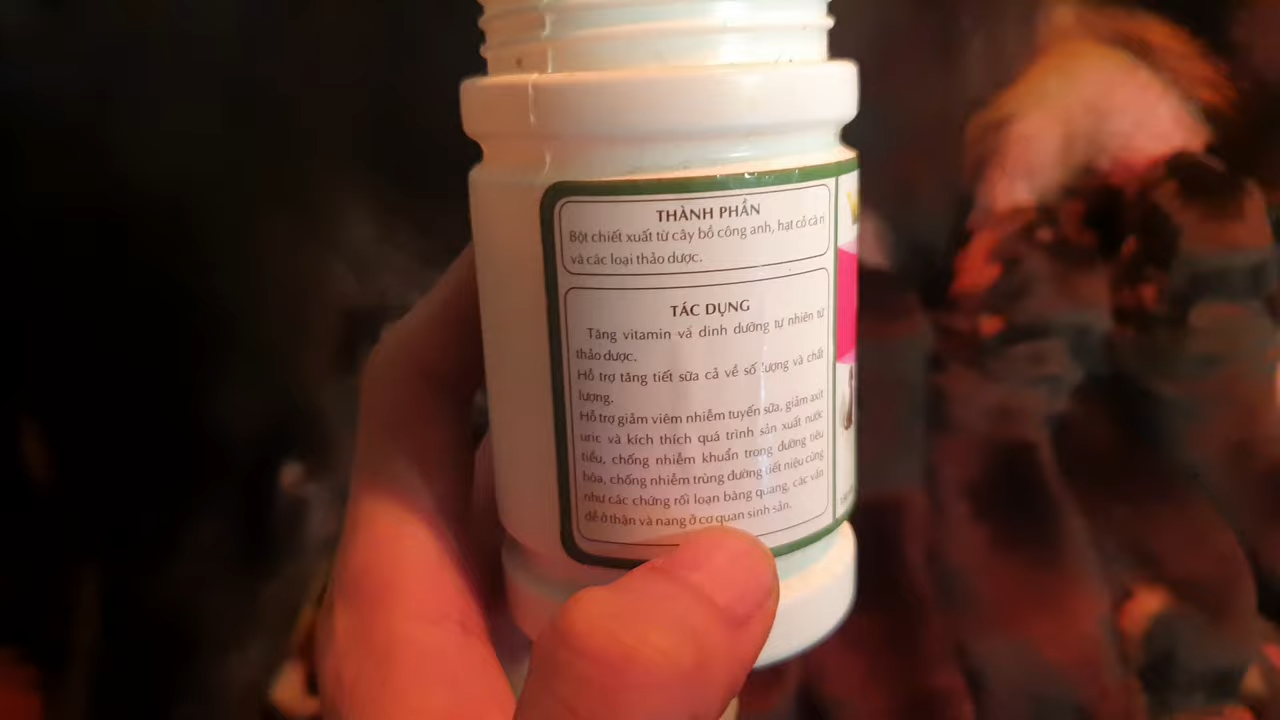 THÀNH PHẦN
Bột chiết xuất từ cây bồ công anh, hạt cỏ cà ri
và các loại thảo dược.
TÁC DỤNG
Tăng vitamin vầ dinh dưỡng tự nhiên từ
thảo dược.
Hỗ trợ tăng tiết sữa cả về số lượng và chất
lượng.
Hỗ trợ giảm viêm nhiễm tuyến sữa, giảm axit
uric và kích thích quá trình sản xuất nước
tiểu, chống nhiễm khuẩn trong đường tiêu
hóa, chống nhiễm trùng đường tiết niệu cũng
như các chứng rối loạn bàng quang, các vấn
đề ở thận và nang ở cơ quan sinh sản.